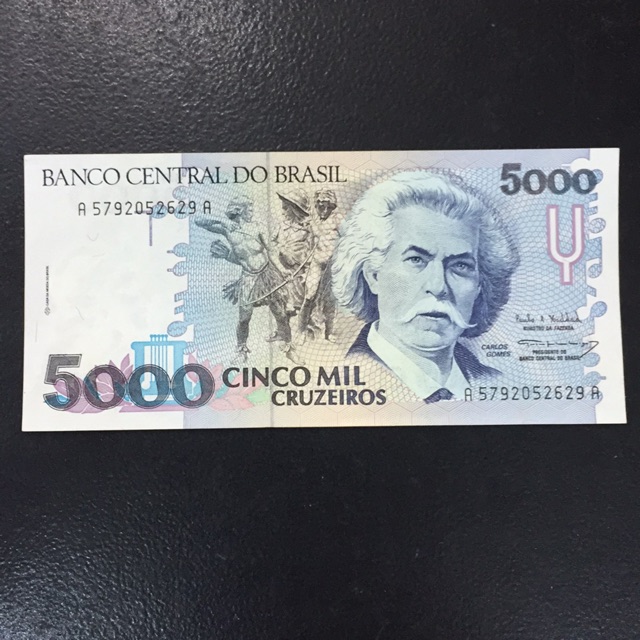 BANCO CENTRAL DO BRASIL
5000
A 5792052629 A
CARLOS
GOMES
MINISTRO DA FAZENDA
PRESIDENTE DO
BANCO CENTRAL DO BRASIL
5000 CINCO MIL
CRUZEIROS
A 5792052629 A